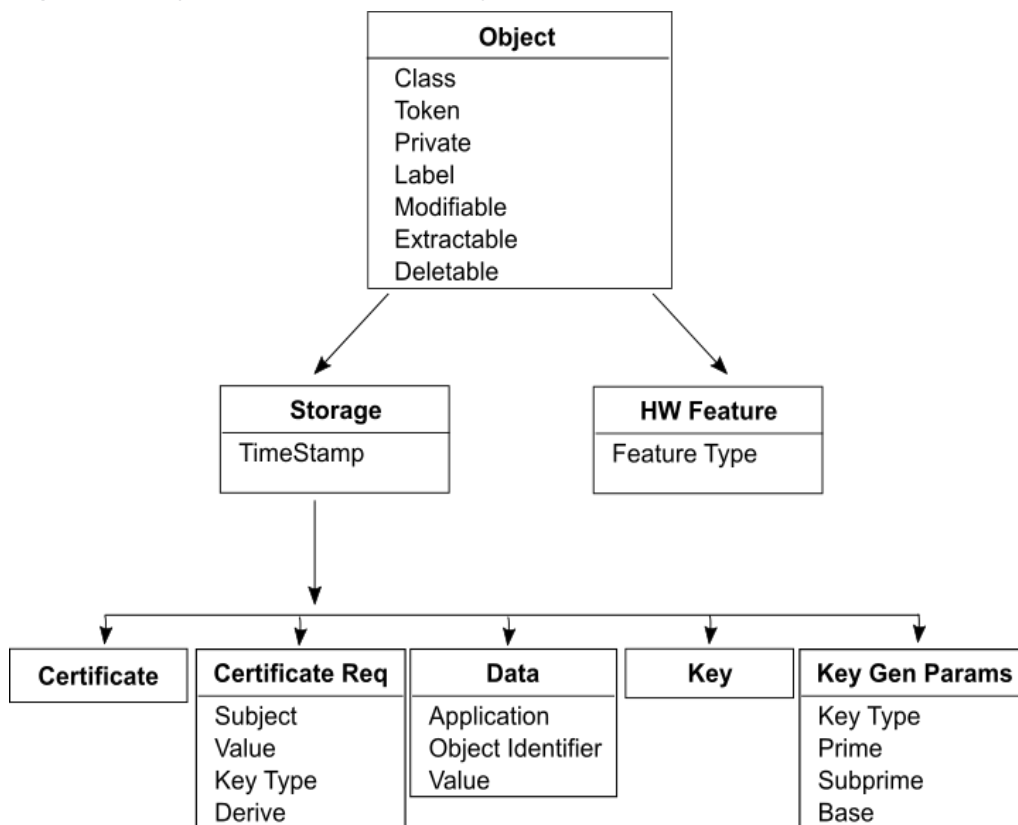 Object
Class
Token
Private
Label
Modifiable
Extractable
Deletable
Storage
TimeStamp
HW Feature
Feature Type
Certificate
Certificate Req
Subject
Value
Key Type
Derive
Data
Application
Object Identifier
Value
Key
Key Gen Params
Key Type
Prime
Subprime
Base